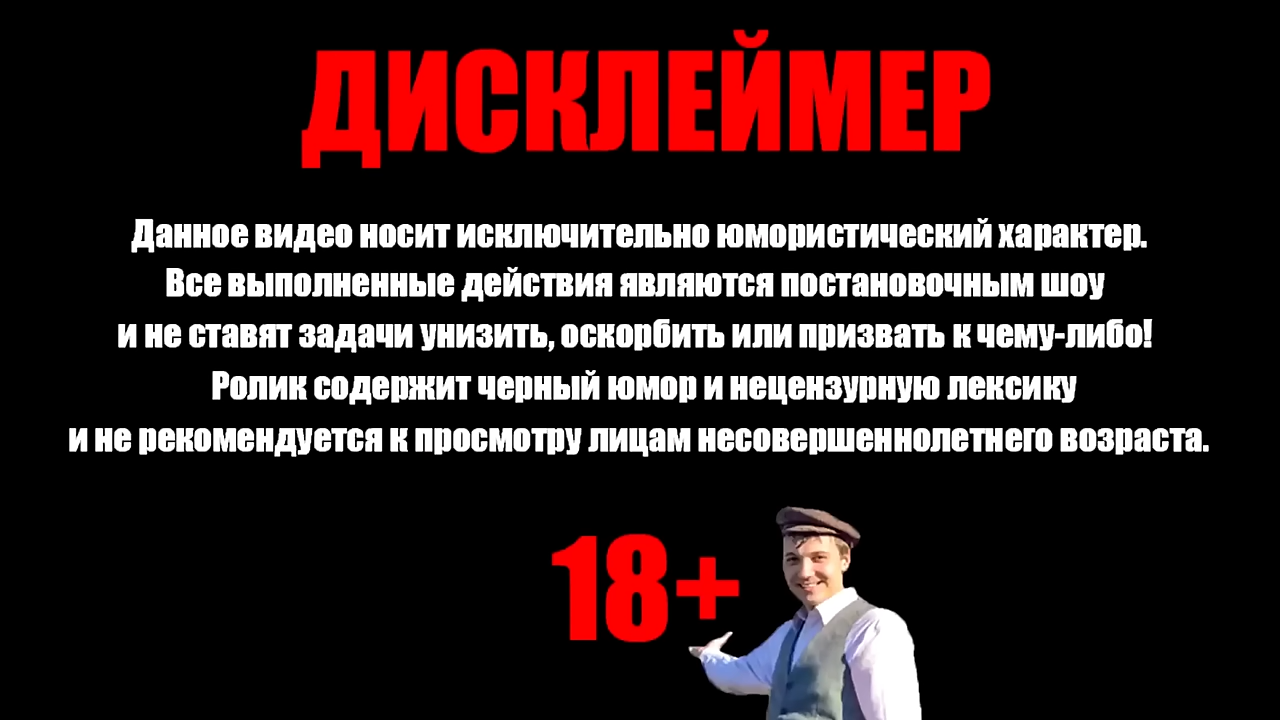 ДИСКЛЕЙМЕР
Данное видео носит исключительно юмористический характер.
Все выполненные действия являются постановочным шоу
и не ставят задачи унизить, оскорбить или призвать к чему-либо!
Ролик содержит черный юмор и нецензурную лексику
и не рекомендуется к просмотру лицам несовершеннолетнего возраста.
18+